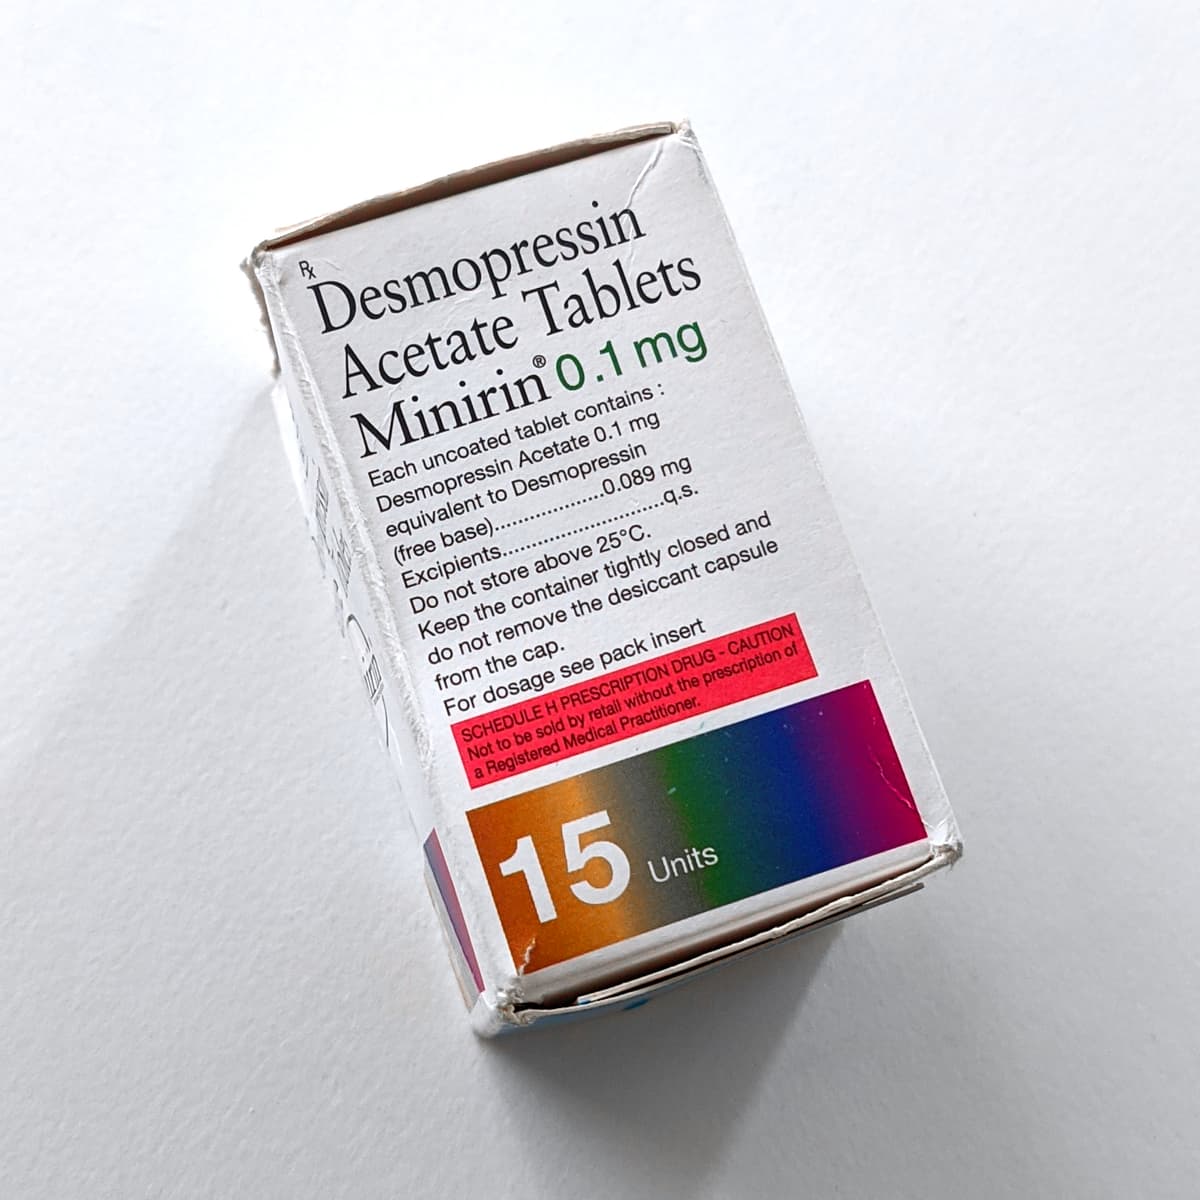 Rx
Desmopressin
Acetate Tablets
Minirin® 0.1 mg
Each uncoated tablet contains :
Desmopressin Acetate 0.1 mg
equivalent to Desmopressin
(free base)...................0.089 mg
Excipients...........................q.s.
Do not store above 25°C.
Keep the container tightly closed and
do not remove the desiccant capsule
from the cap.
For dosage see pack insert
SCHEDULE H PRESCRIPTION DRUG - CAUTION
Not to be sold by retail without the prescription of
a Registered Medical Practitioner.
15 Units